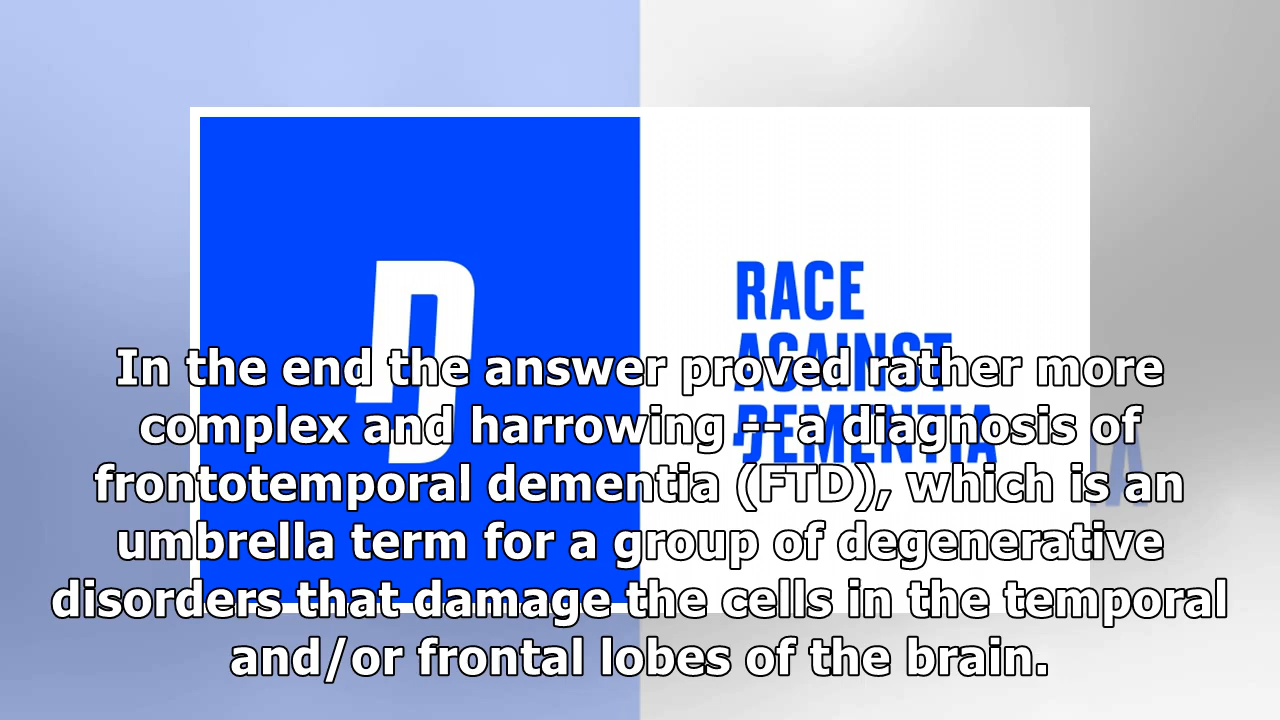 RACE
AGAINST
DEMENTIA
In the end the answer proved rather more
complex and harrowing -- a diagnosis of
frontotemporal dementia (FTD), which is an
umbrella term for a group of degenerative
disorders that damage the cells in the temporal
and/or frontal lobes of the brain.